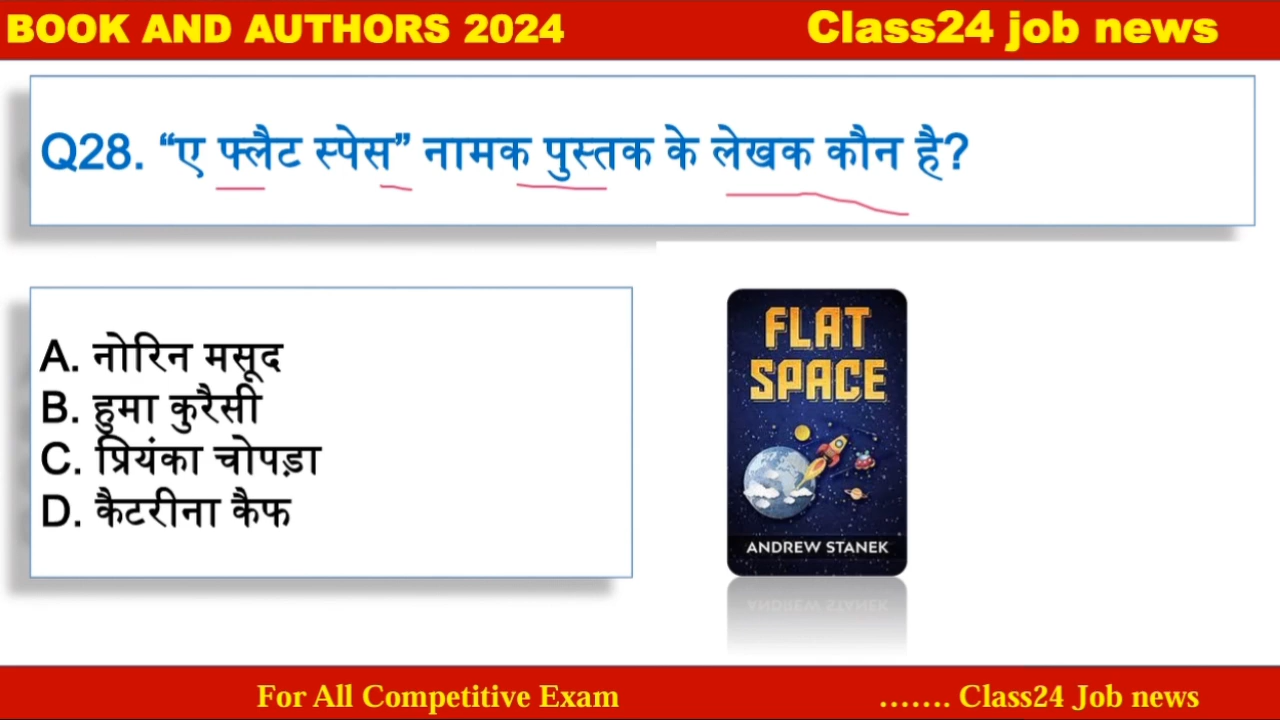 BOOK AND AUTHORS 2024 Class24 job news
Q28. “ए फ्लैट स्पेस” नामक पुस्तक के लेखक कौन है?
A. नोरिन मसूद
B. हुमा कुरैसी
C. प्रियंका चोपड़ा
D. कैटरीना कैफ
FLAT
SPACE
ANDREW STANEK
For All Competitive Exam ....... Class24 Job news